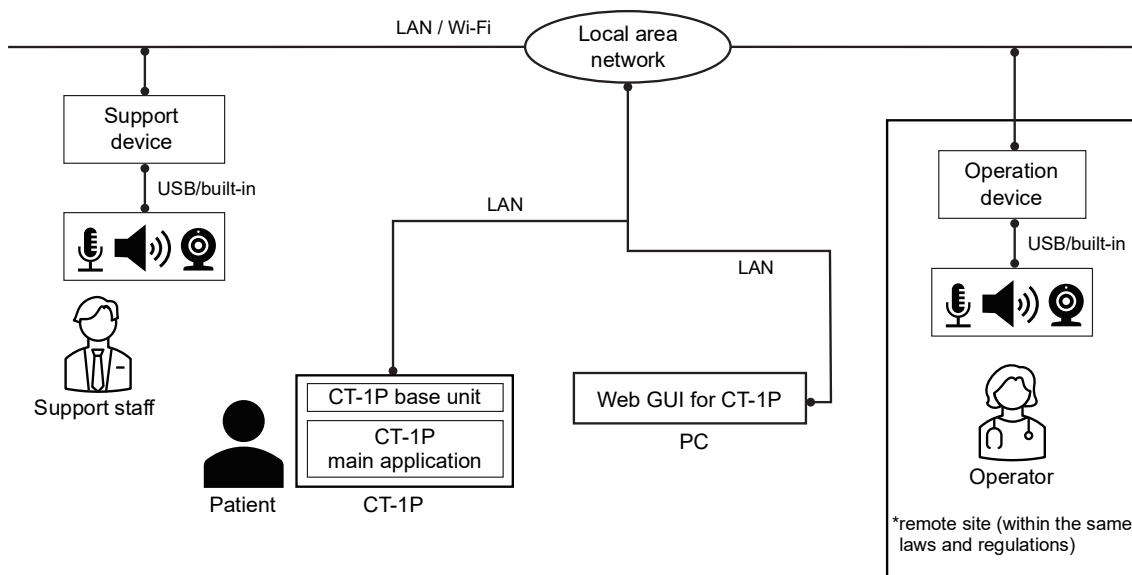 LAN / Wi-Fi
Local area
network
Support
device
USB/built-in
Support staff
LAN
LAN
CT-1P base unit
CT-1P
main application
Patient
CT-1P
Web GUI for CT-1P
PC
Operation
device
USB/built-in
Operator
*remote site (within the same
laws and regulations)